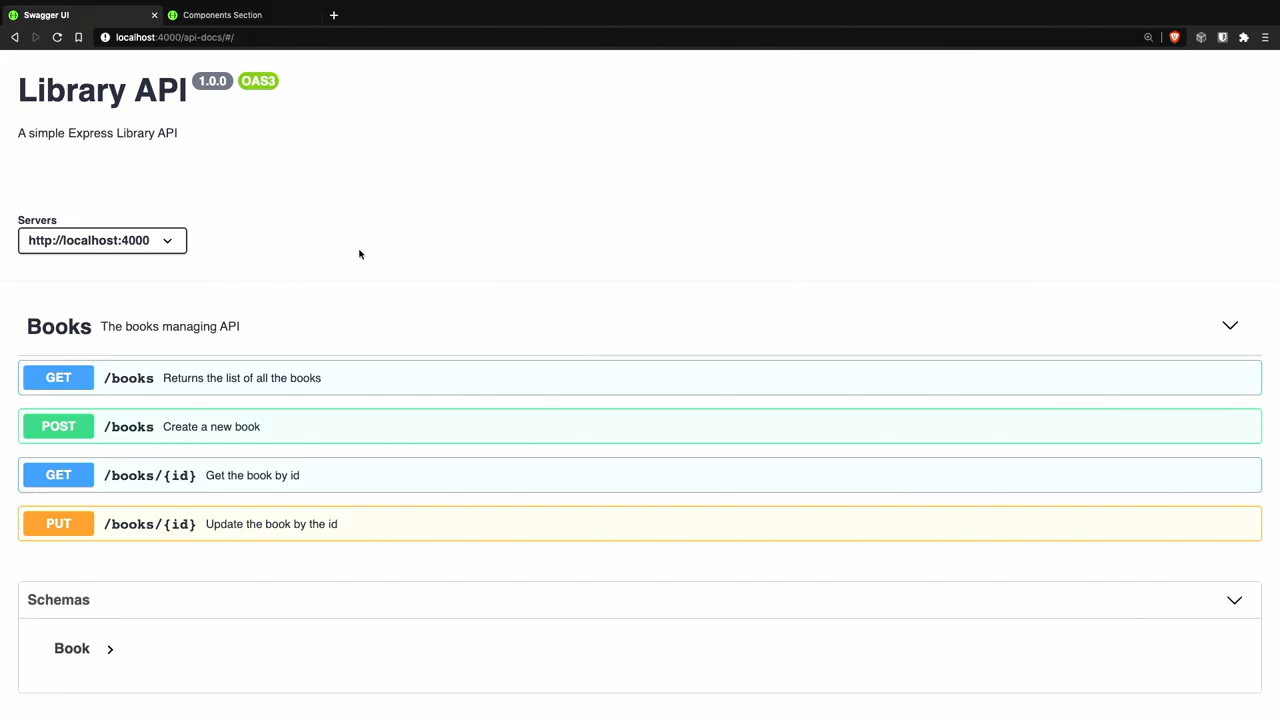 Swagger UI
Components Section
localhost:4000/api-docs/#/
Library API 1.0.0 OAS3
A simple Express Library API
Servers
http://localhost:4000
Books The books managing API
GET /books Returns the list of all the books
POST /books Create a new book
GET /books/{id} Get the book by id
PUT /books/{id} Update the book by the id
Schemas
Book